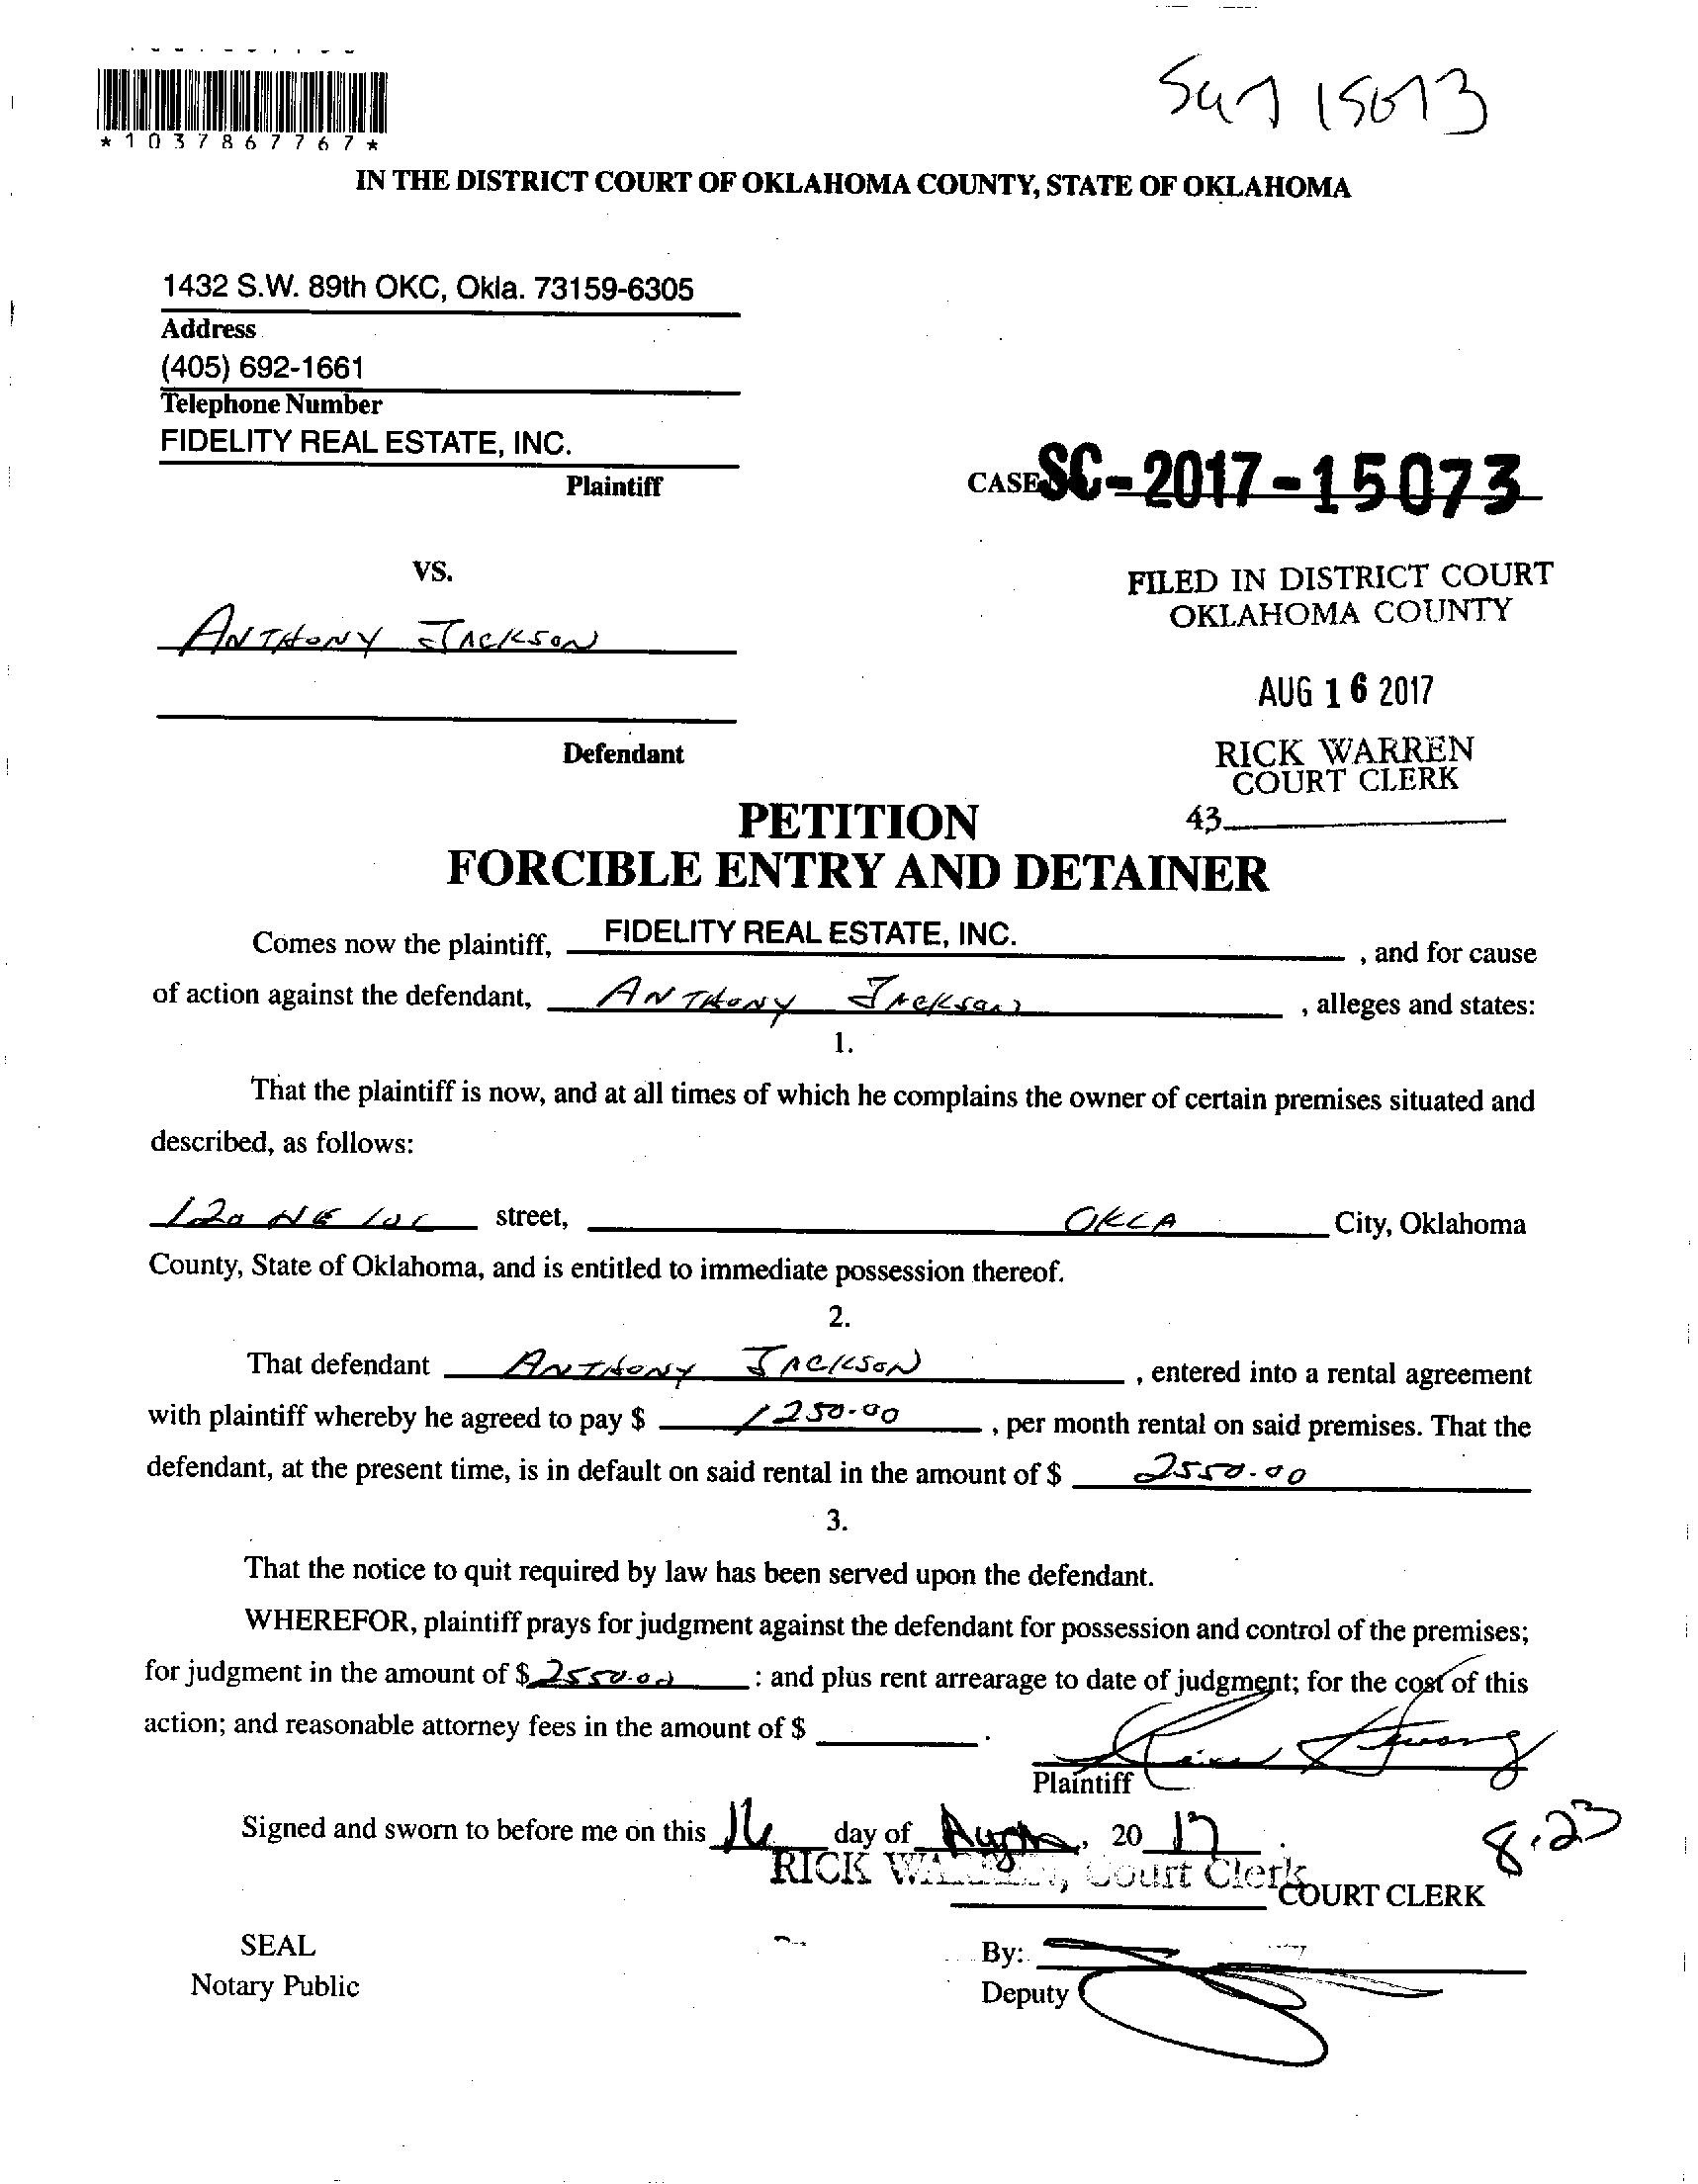 *1037867767*
IN THE DISTRICT COURT OF OKLAHOMA COUNTY, STATE OF OKLAHOMA
1432 S.W. 89th OKC, Okla. 73159-6305
Address
(405) 692-1661
Telephone Number
FIDELITY REAL ESTATE, INC.
Plaintiff
CASE SC-2017-15073
VS.
FILED IN DISTRICT COURT
OKLAHOMA COUNTY
ANTHONY JACKSON
AUG 16 2017
Defendant
RICK WARREN
COURT CLERK
43
PETITION
FORCIBLE ENTRY AND DETAINER
Comes now the plaintiff, FIDELITY REAL ESTATE, INC. , and for cause
of action against the defendant, ANTHONY JACKSON , alleges and states:
1.
That the plaintiff is now, and at all times of which he complains the owner of certain premises situated and
described, as follows:
120 NE street, OKLA City, Oklahoma
County, State of Oklahoma, and is entitled to immediate possession thereof.
2.
That defendant ANTHONY JACKSON , entered into a rental agreement
with plaintiff whereby he agreed to pay $ 1250.00 , per month rental on said premises. That the
defendant, at the present time, is in default on said rental in the amount of $ 2550.00
3.
That the notice to quit required by law has been served upon the defendant.
WHEREFOR, plaintiff prays for judgment against the defendant for possession and control of the premises;
for judgment in the amount of $ 2550.00 : and plus rent arrearage to date of judgment; for the cost of this
action; and reasonable attorney fees in the amount of $ .
Plaintiff
Signed and sworn to before me on this 16 day of , 20 17 .
8.23
RICK WARREN, Court Clerk
COURT CLERK
SEAL
By:
Notary Public
Deputy